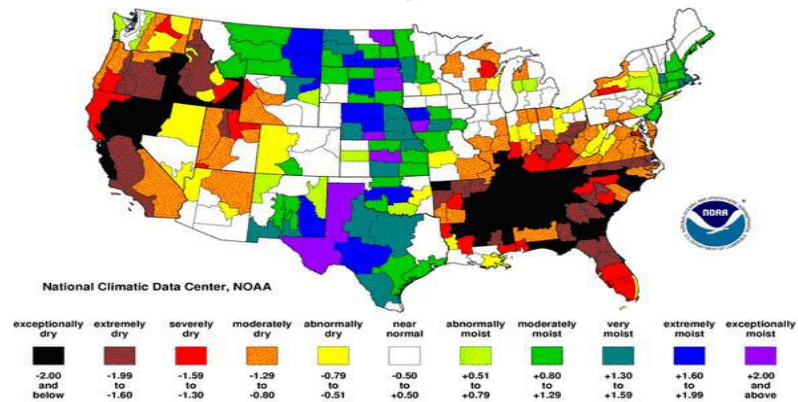 NOAA
National Climatic Data Center, NOAA
exceptionally dry
extremely dry
severely dry
moderately dry
abnormally dry
near normal
abnormally moist
moderately moist
very moist
extremely moist
exceptionally moist
-2.00 and below
-1.99 to -1.60
-1.59 to -1.30
-1.29 to -0.80
-0.79 to -0.51
-0.50 to +0.50
+0.51 to +0.79
+0.80 to +1.29
+1.30 to +1.59
+1.60 to +1.99
+2.00 and above